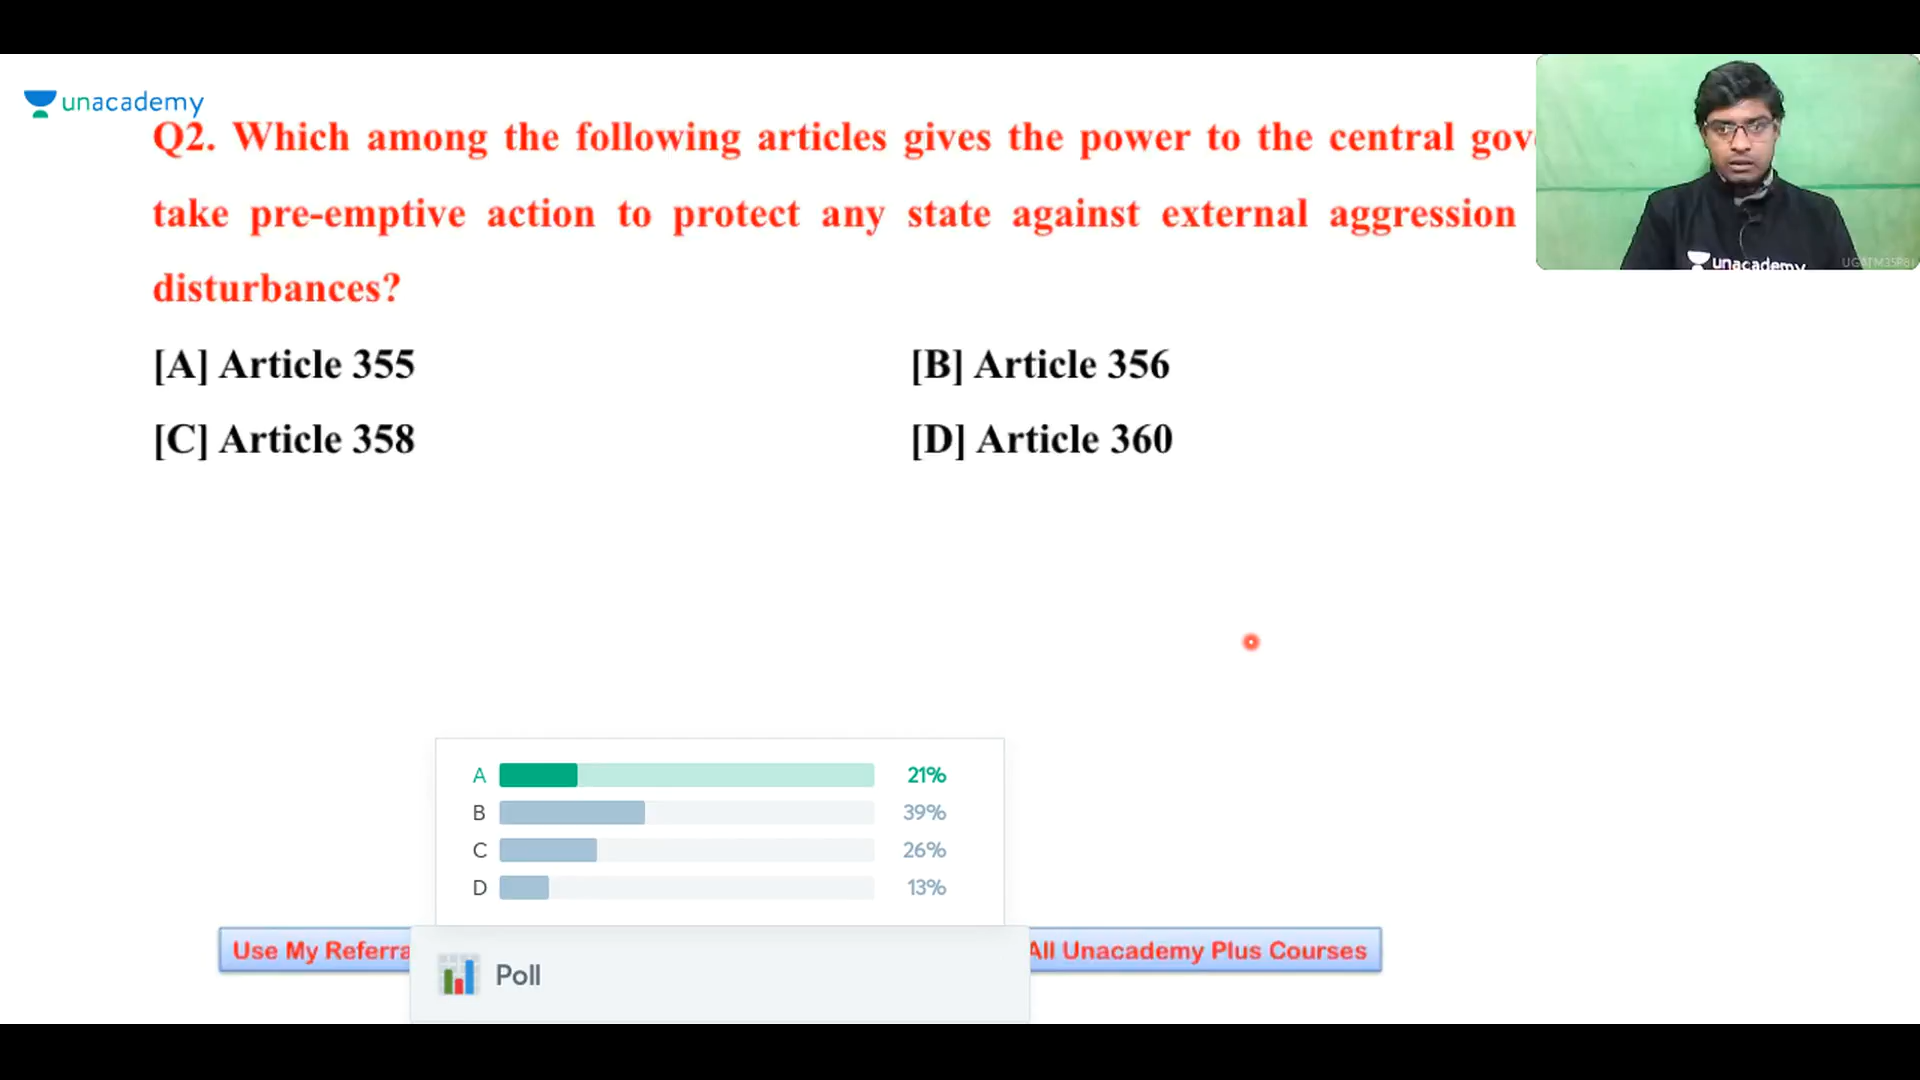 unacademy
Q2. Which among the following articles gives the power to the central gov
take pre-emptive action to protect any state against external aggression
disturbances?
[A] Article 355 [B] Article 356
[C] Article 358 [D] Article 360
unacademy
A 21%
B 39%
C 26%
D 13%
Use My Referra All Unacademy Plus Courses
Poll